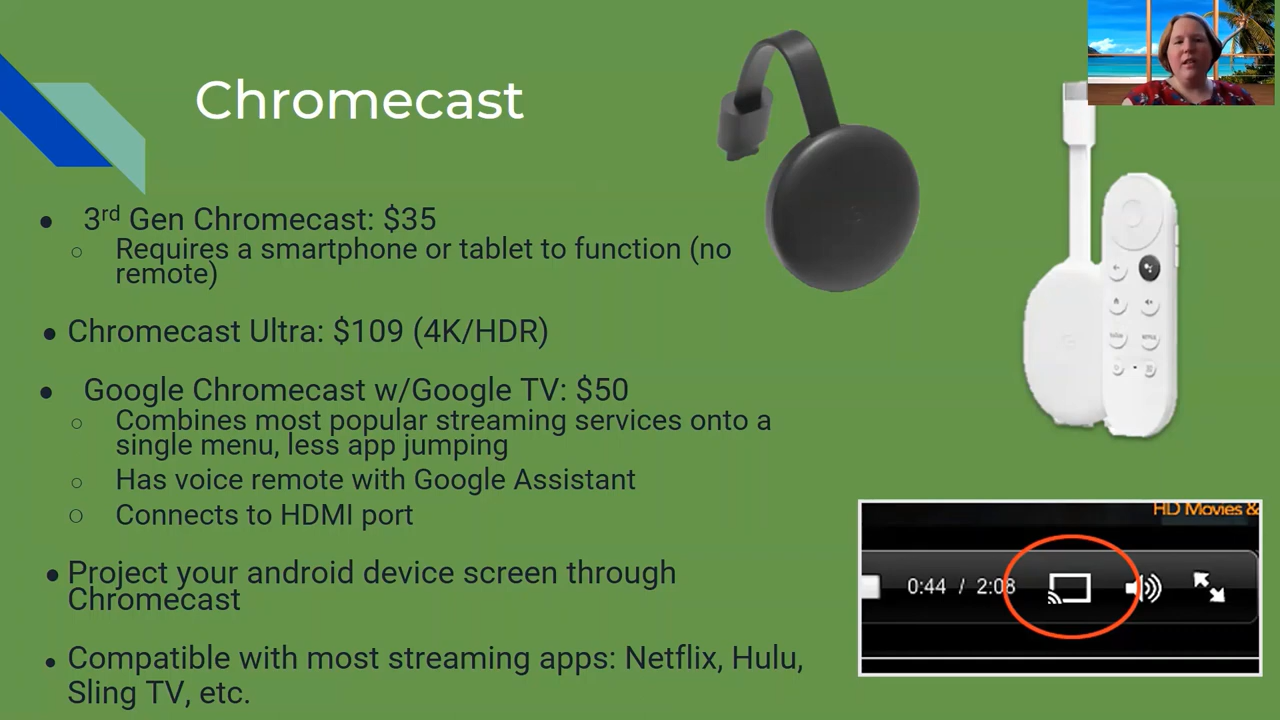 Chromecast
● 3rd Gen Chromecast: $35
○ Requires a smartphone or tablet to function (no
remote)
● Chromecast Ultra: $109 (4K/HDR)
● Google Chromecast w/Google TV: $50
○ Combines most popular streaming services onto a
single menu, less app jumping
○ Has voice remote with Google Assistant
○ Connects to HDMI port
● Project your android device screen through
Chromecast
● Compatible with most streaming apps: Netflix, Hulu,
Sling TV, etc.
HD Movies &
0:44 / 2:08